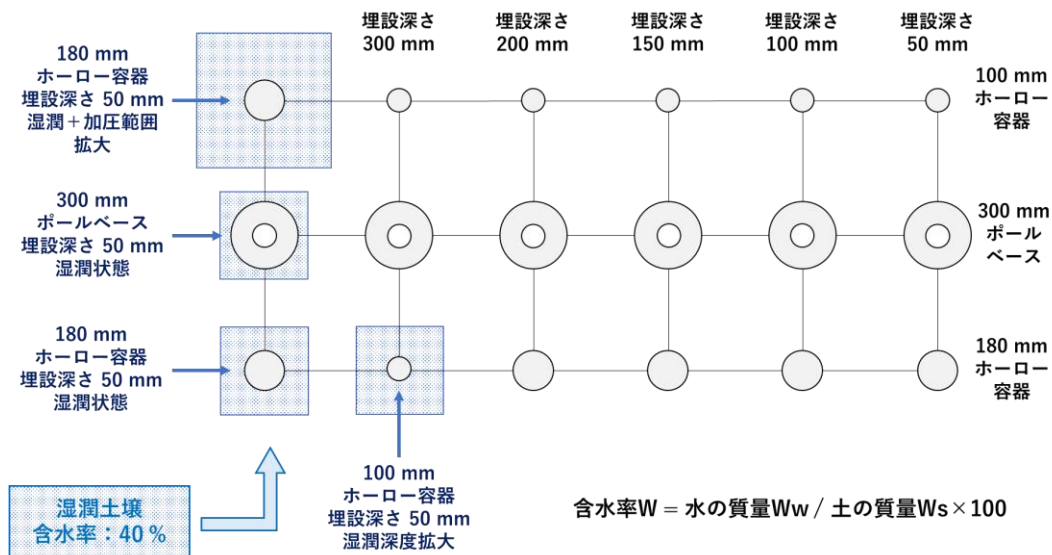 埋設深さ
300 mm
埋設深さ
200 mm
埋設深さ
150 mm
埋設深さ
100 mm
埋設深さ
50 mm
180 mm
ホーロー容器
埋設深さ 50 mm
湿潤+加圧範囲
拡大
100 mm
ホーロー
容器
300 mm
ポールベース
埋設深さ 50 mm
湿潤状態
300 mm
ポール
ベース
180 mm
ホーロー容器
埋設深さ 50 mm
湿潤状態
180 mm
ホーロー
容器
100 mm
ホーロー容器
埋設深さ 50 mm
湿潤深度拡大
湿潤土壌
含水率:40 %
含水率W = 水の質量Ww / 土の質量Ws×100